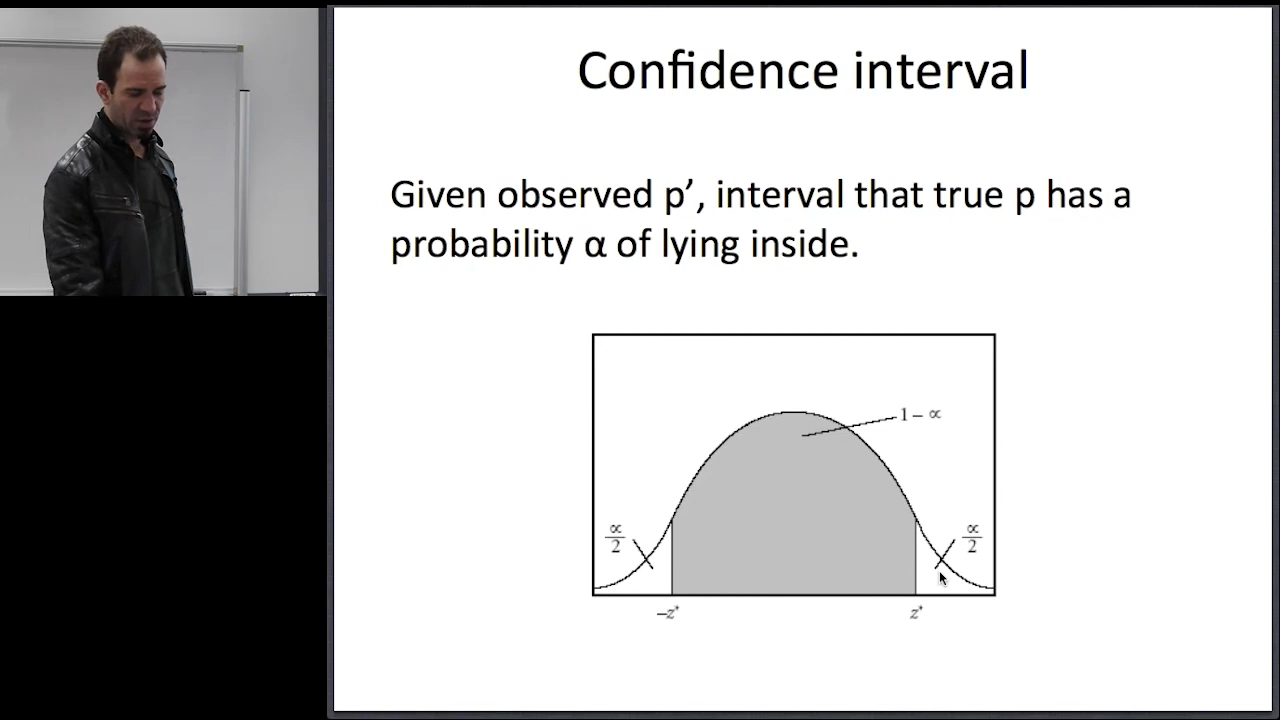 Confidence interval
Given observed p’, interval that true p has a
probability α of lying inside.
1 – ∝
∝
2
∝
2
–z*
z*